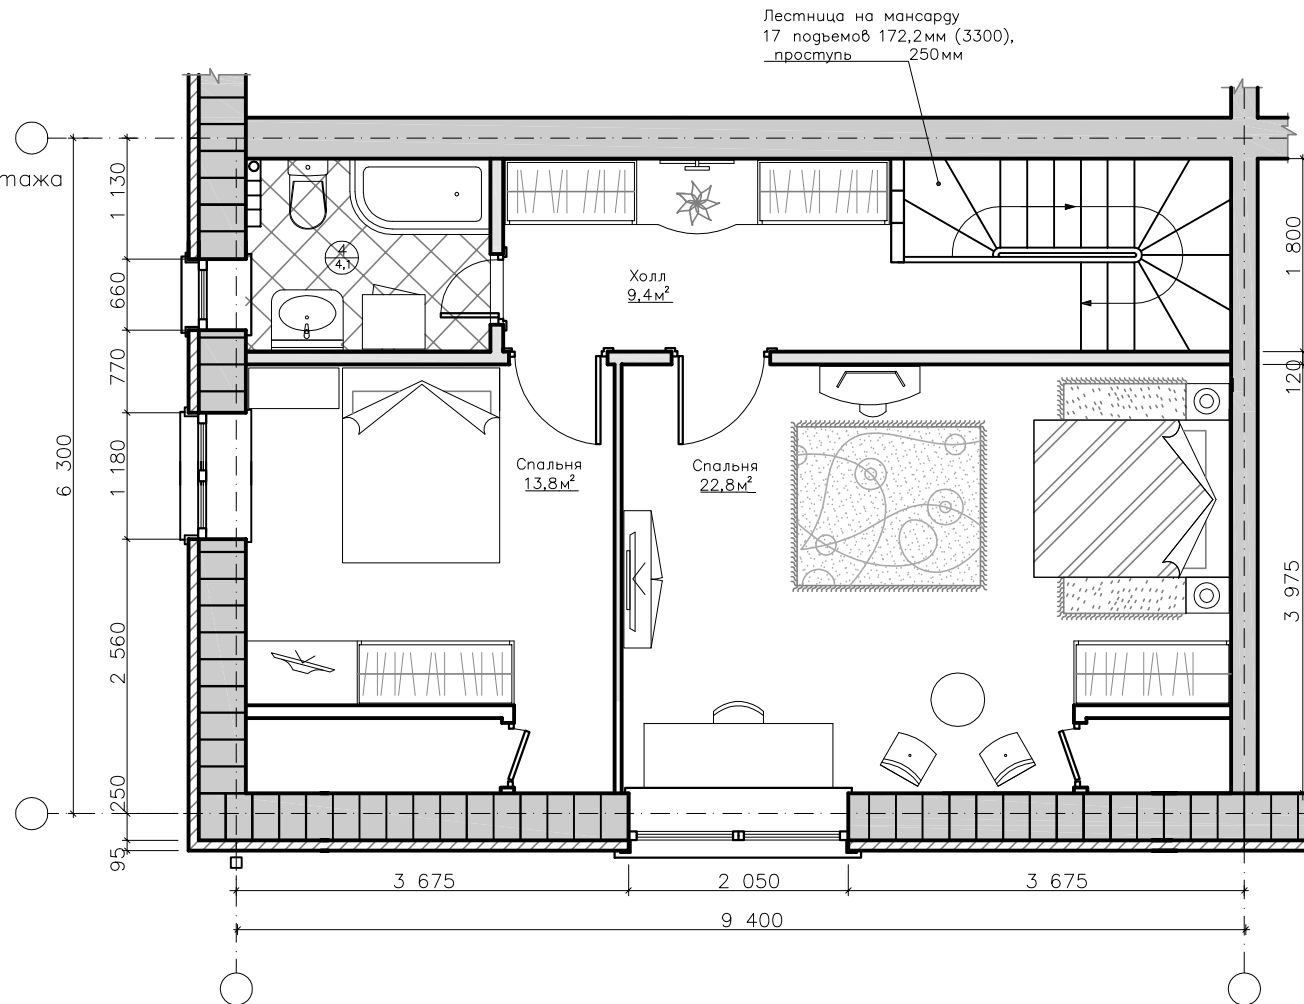 Лестница на мансарду
17 подъемов 172,2мм (3300),
проступь 250мм
тажа
1 130
660
770
1 180
2 560
250
95
6 300
4
4,1
Холл
9,4м²
Спальня
13,8м²
Спальня
22,8м²
1 800
120
3 975
3 675
2 050
3 675
9 400